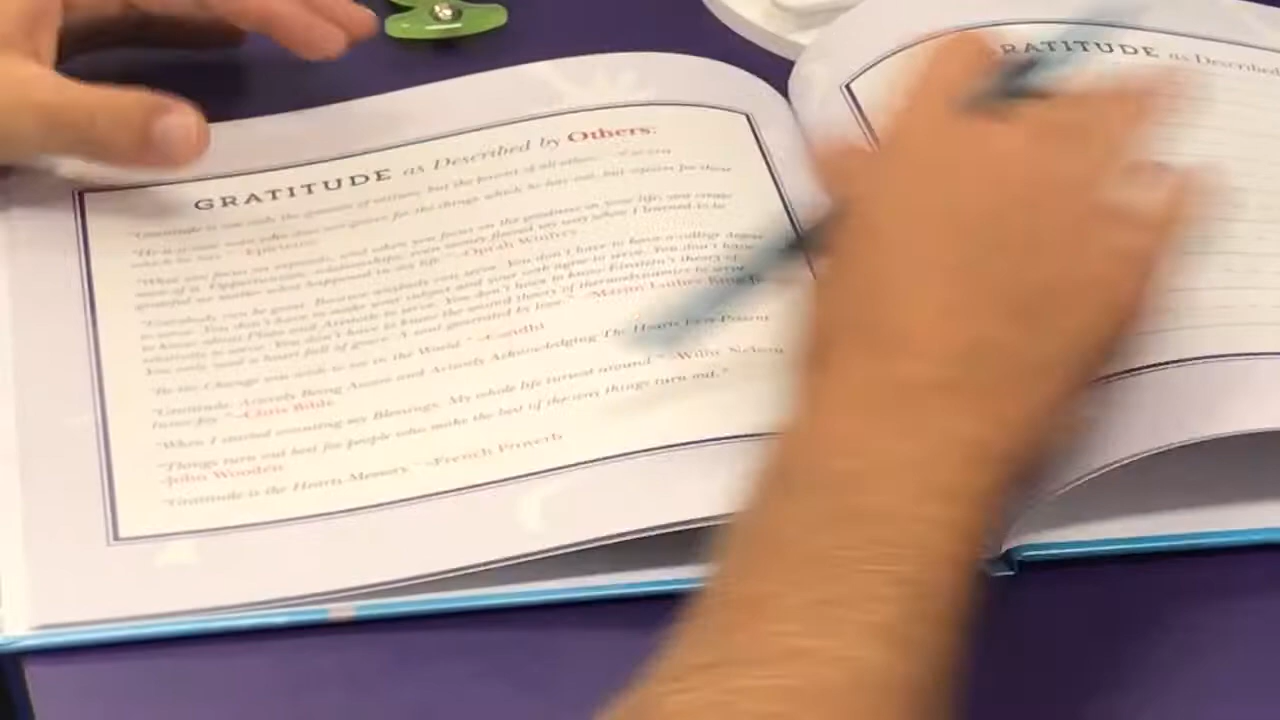 GRATITUDE as Described by Others:
"Gratitude is not only the greatest of virtues, but the parent of all others."
"He is a wise man who does not grieve for the things which he has not, but rejoices for those
which he has." ~Epictetus
"What you focus on expands, and when you focus on the goodness in your life, you create
more of it. Opportunities, relationships, even money flowed my way when I learned to be
grateful no matter what happened in my life." ~Oprah Winfrey
"Everybody can be great. Because anybody can serve. You don't have to have a college degree
to serve. You don't have to make your subject and your verb agree to serve. You don't have
to know about Plato and Aristotle to serve. You don't have to know Einstein's theory of
relativity to serve. You don't have to know the second theory of thermodynamics to serve.
You only need a heart full of grace. A soul generated by love." ~Martin Luther King Jr.
"Be the Change you wish to see in the World." ~Gandhi
"Gratitude: Actively Being Aware and Actively Acknowledging The Hearts Ever-Present
Inner Joy." ~Chris Bible
"When I started counting my Blessings, My whole life turned around." ~Willie Nelson
"Things turn out best for people who make the best of the way things turn out."
~John Wooden
"Gratitude is the Hearts Memory." ~French Proverb
RATITUDE as Described